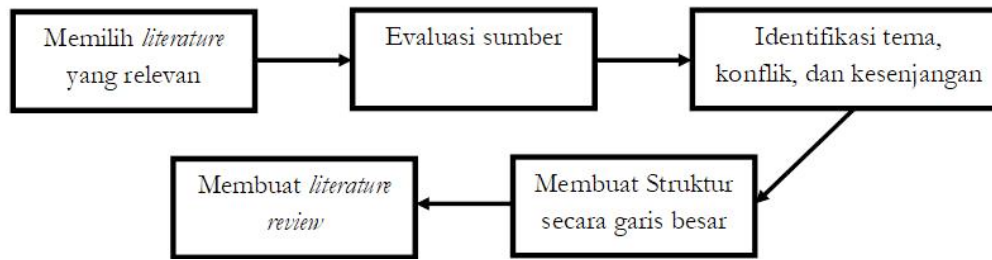 Memilih literature
yang relevan
Evaluasi sumber
Identifikasi tema,
konflik, dan kesenjangan
Membuat literature
review
Membuat Struktur
secara garis besar